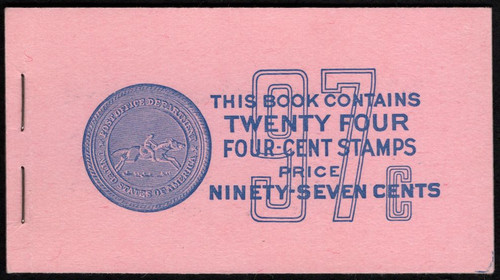 POST OFFICE DEPARTMENT
UNITED STATES OF AMERICA
97¢
THIS BOOK CONTAINS
TWENTY FOUR
FOUR-CENT STAMPS
PRICE
NINETY-SEVEN CENTS